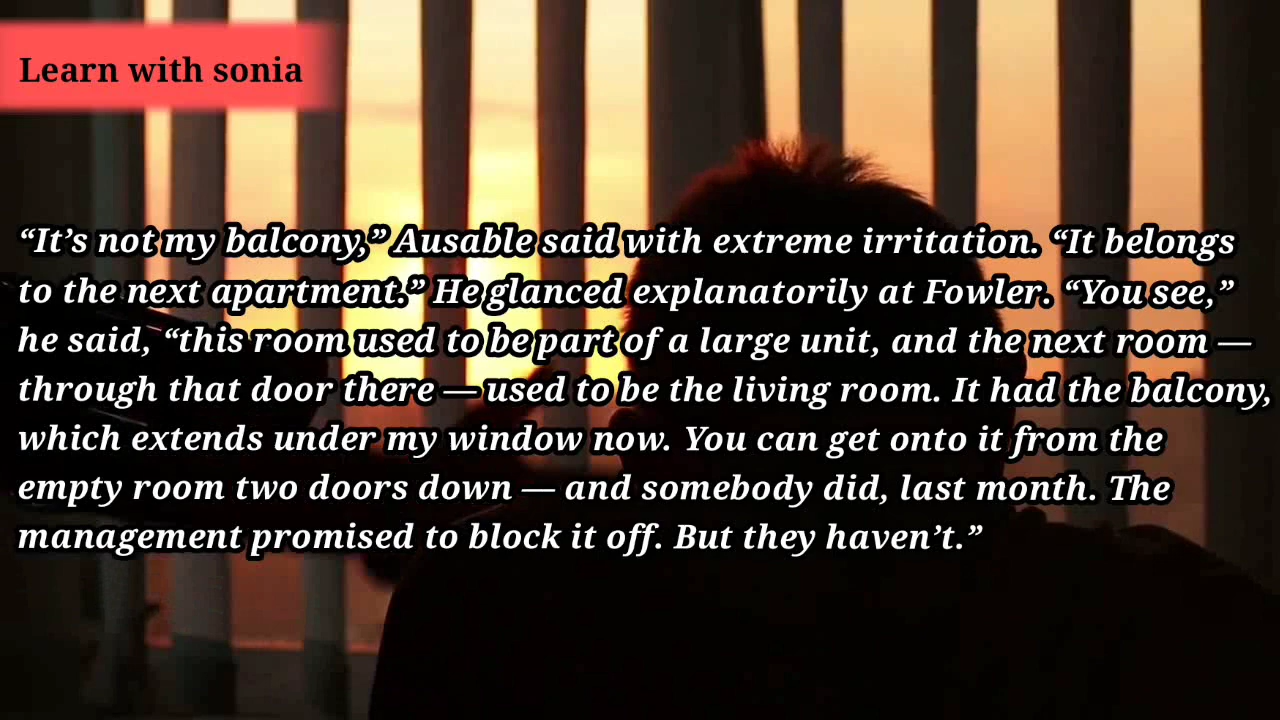 Learn with sonia
“It’s not my balcony,” Ausable said with extreme irritation. “It belongs
to the next apartment.” He glanced explanatorily at Fowler. “You see,”
he said, “this room used to be part of a large unit, and the next room —
through that door there — used to be the living room. It had the balcony,
which extends under my window now. You can get onto it from the
empty room two doors down — and somebody did, last month. The
management promised to block it off. But they haven’t.”